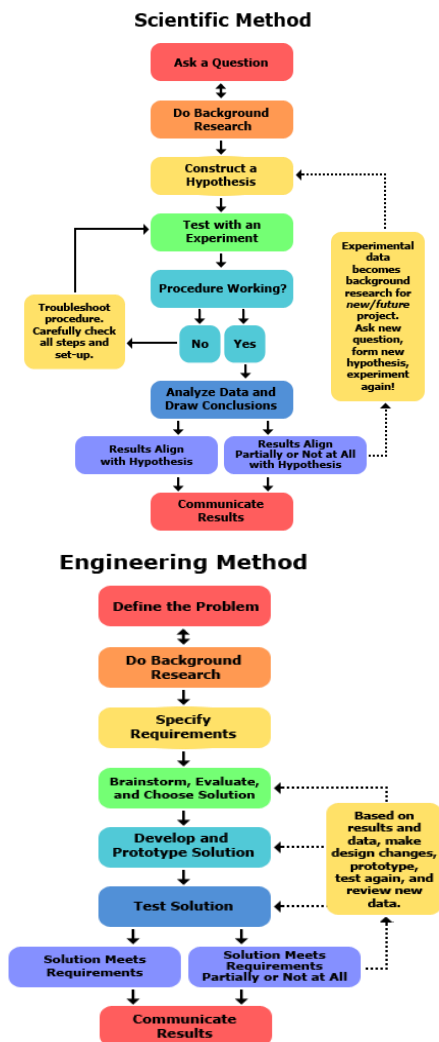 Scientific Method
Ask a Question
Do Background
Research
Construct a
Hypothesis
Test with an
Experiment
Procedure Working?
No
Yes
Troubleshoot
procedure.
Carefully check
all steps and
set-up.
Experimental
data
becomes
background
research for
new/future
project.
Ask new
question,
form new
hypothesis,
experiment
again!
Analyze Data and
Draw Conclusions
Results Align
with Hypothesis
Results Align
Partially or Not at All
with Hypothesis
Communicate
Results
Engineering Method
Define the Problem
Do Background
Research
Specify
Requirements
Brainstorm, Evaluate,
and Choose Solution
Develop and
Prototype Solution
Test Solution
Based on
results and
data, make
design changes,
prototype,
test again, and
review new
data.
Solution Meets
Requirements
Solution Meets
Requirements
Partially or Not at All
Communicate
Results